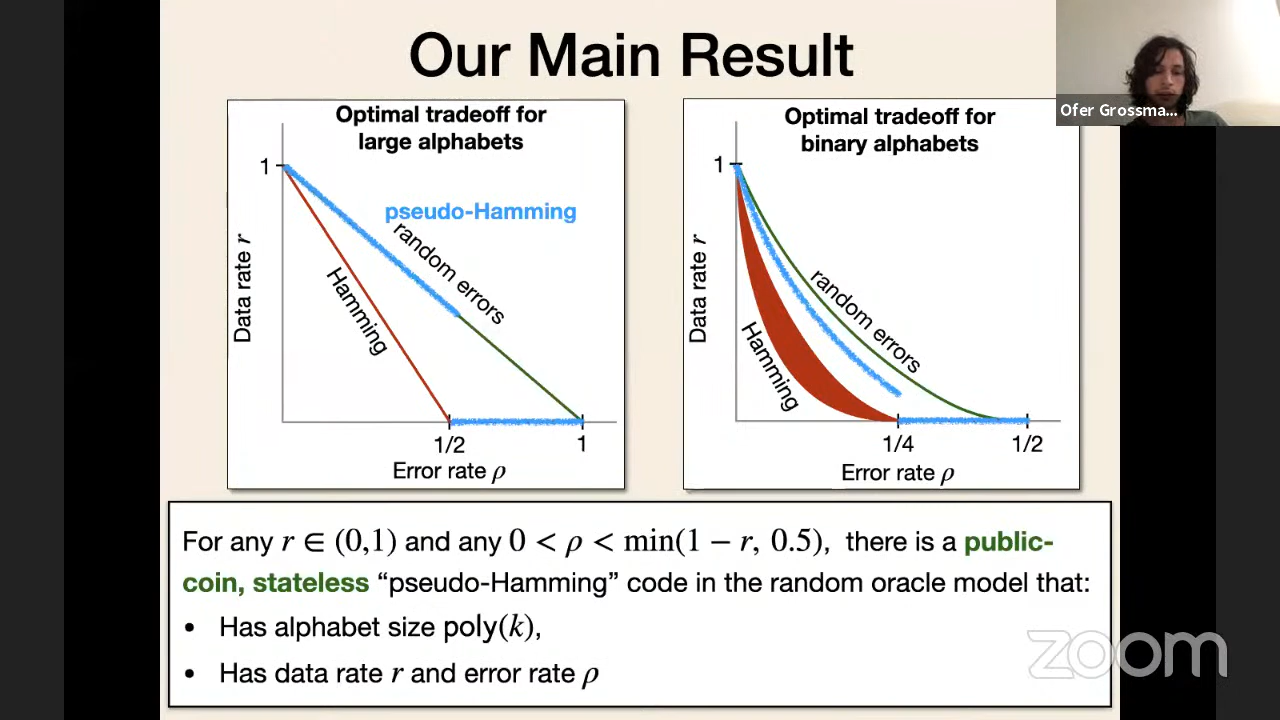 Our Main Result
Optimal tradeoff for
large alphabets
1
pseudo-Hamming
random errors
Hamming
Data rate r
1/2
1
Error rate ρ
Optimal tradeoff for
binary alphabets
1
random errors
Hamming
Data rate r
1/4
1/2
Error rate ρ
Ofer Grossma...
For any r ∈ (0,1) and any 0 < ρ < min(1 − r, 0.5), there is a public-
coin, stateless “pseudo-Hamming” code in the random oracle model that:
• Has alphabet size poly(k),
• Has data rate r and error rate ρ
zoom